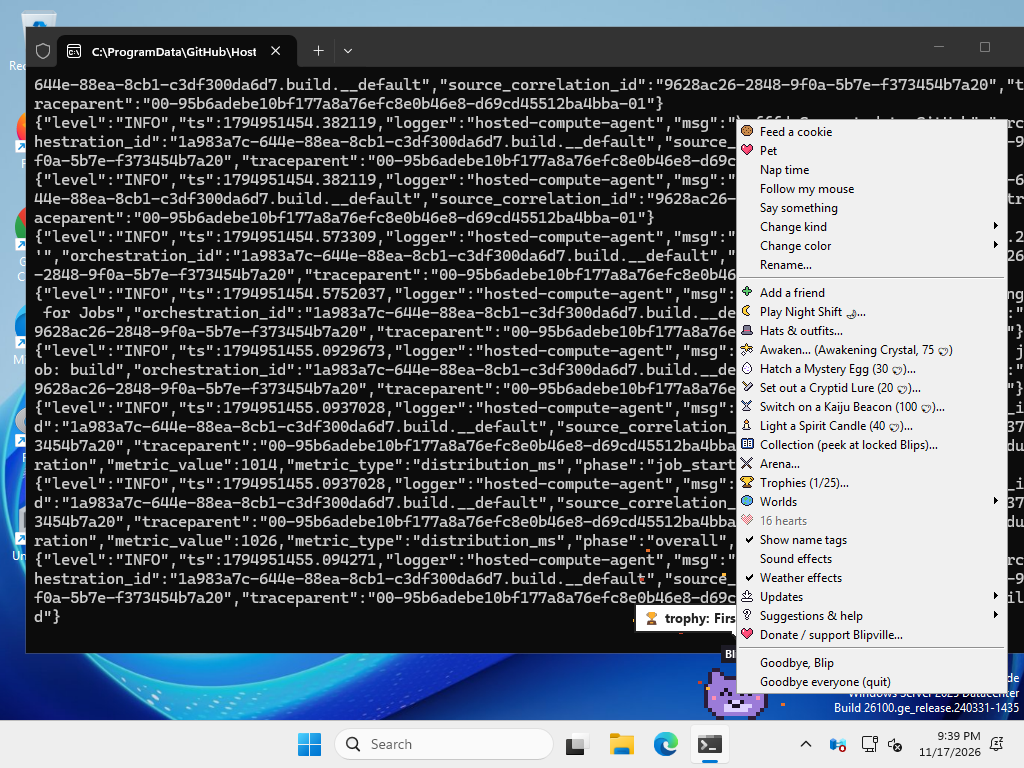 C:\ProgramData\GitHub\Host
644e-88ea-8cb1-c3df300da6d7.build.__default","source_correlation_id":"9628ac26-2848-9f0a-5b7e-f373454b7a20","t
raceparent":"00-95b6adebe10bf177a8a76efc8e0b46e8-d69cd45512ba4bba-01"}
{"level":"INFO","ts":1794951454.382119,"logger":"hosted-compute-agent","msg":"
hestration_id":"1a983a7c-644e-88ea-8cb1-c3df300da6d7.build.__default","source_
f0a-5b7e-f373454b7a20","traceparent":"00-95b6adebe10bf177a8a76efc8e0b46e8-d69c
{"level":"INFO","ts":1794951454.382119,"logger":"hosted-compute-agent","msg":"
44e-88ea-8cb1-c3df300da6d7.build.__default","source_correlation_id":"9628ac26-
aceparent":"00-95b6adebe10bf177a8a76efc8e0b46e8-d69cd45512ba4bba-01"}
{"level":"INFO","ts":1794951454.573309,"logger":"hosted-compute-agent","msg":"
'","orchestration_id":"1a983a7c-644e-88ea-8cb1-c3df300da6d7.build.__default","
-2848-9f0a-5b7e-f373454b7a20","traceparent":"00-95b6adebe10bf177a8a76efc8e0b46
{"level":"INFO","ts":1794951454.5752037,"logger":"hosted-compute-agent","msg":
for Jobs","orchestration_id":"1a983a7c-644e-88ea-8cb1-c3df300da6d7.build.__de
9628ac26-2848-9f0a-5b7e-f373454b7a20","traceparent":"00-95b6adebe10bf177a8a76e
{"level":"INFO","ts":1794951455.0929673,"logger":"hosted-compute-agent","msg":
ob: build","orchestration_id":"1a983a7c-644e-88ea-8cb1-c3df300da6d7.build.__de
9628ac26-2848-9f0a-5b7e-f373454b7a20","traceparent":"00-95b6adebe10bf177a8a76e
{"level":"INFO","ts":1794951455.0937028,"logger":"hosted-compute-agent","msg":
d":"1a983a7c-644e-88ea-8cb1-c3df300da6d7.build.__default","source_correlation_
3454b7a20","traceparent":"00-95b6adebe10bf177a8a76efc8e0b46e8-d69cd45512ba4bba
ration","metric_value":1014,"metric_type":"distribution_ms","phase":"job_start
{"level":"INFO","ts":1794951455.0937028,"logger":"hosted-compute-agent","msg":
d":"1a983a7c-644e-88ea-8cb1-c3df300da6d7.build.__default","source_correlation_
3454b7a20","traceparent":"00-95b6adebe10bf177a8a76efc8e0b46e8-d69cd45512ba4bba
ration","metric_value":1026,"metric_type":"distribution_ms","phase":"overall",
{"level":"INFO","ts":1794951455.094271,"logger":"hosted-compute-agent","msg":"
hestration_id":"1a983a7c-644e-88ea-8cb1-c3df300da6d7.build.__default","source_
f0a-5b7e-f373454b7a20","traceparent":"00-95b6adebe10bf177a8a76efc8e0b46e8-d69c
d"}
Feed a cookie
Pet
Nap time
Follow my mouse
Say something
Change kind
Change color
Rename...
Add a friend
Play Night Shift 🌙...
Hats & outfits...
Awaken... (Awakening Crystal, 75 🍪)
Hatch a Mystery Egg (30 🍪)...
Set out a Cryptid Lure (20 🍪)...
Switch on a Kaiju Beacon (100 🍪)...
Light a Spirit Candle (40 🍪)...
Collection (peek at locked Blips)...
Arena...
Trophies (1/25)...
Worlds
16 hearts
Show name tags
Sound effects
Weather effects
Updates
Suggestions & help
Donate / support Blipville...
Goodbye, Blip
Goodbye everyone (quit)
trophy: Firs
Bl
Windows Server 2025 Datacenter
Build 26100.ge_release.240331-1435
Search
9:39 PM
11/17/2026